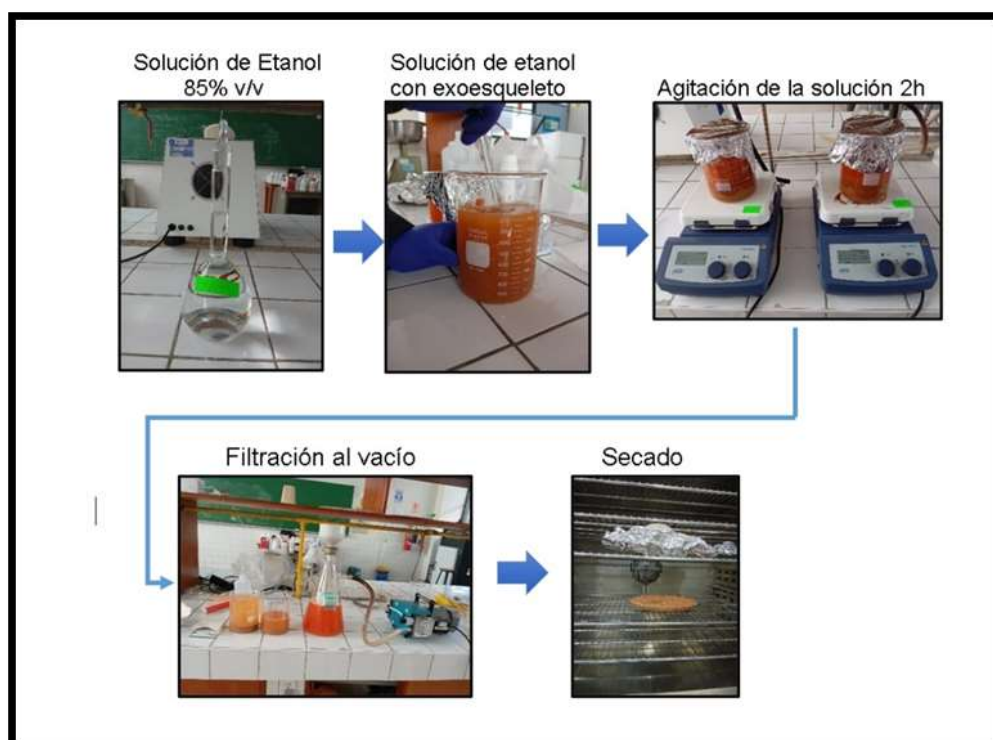 Solución de Etanol
85% v/v
Solución de etanol
con exoesqueleto
Agitación de la solución 2h
Filtración al vacío
Secado